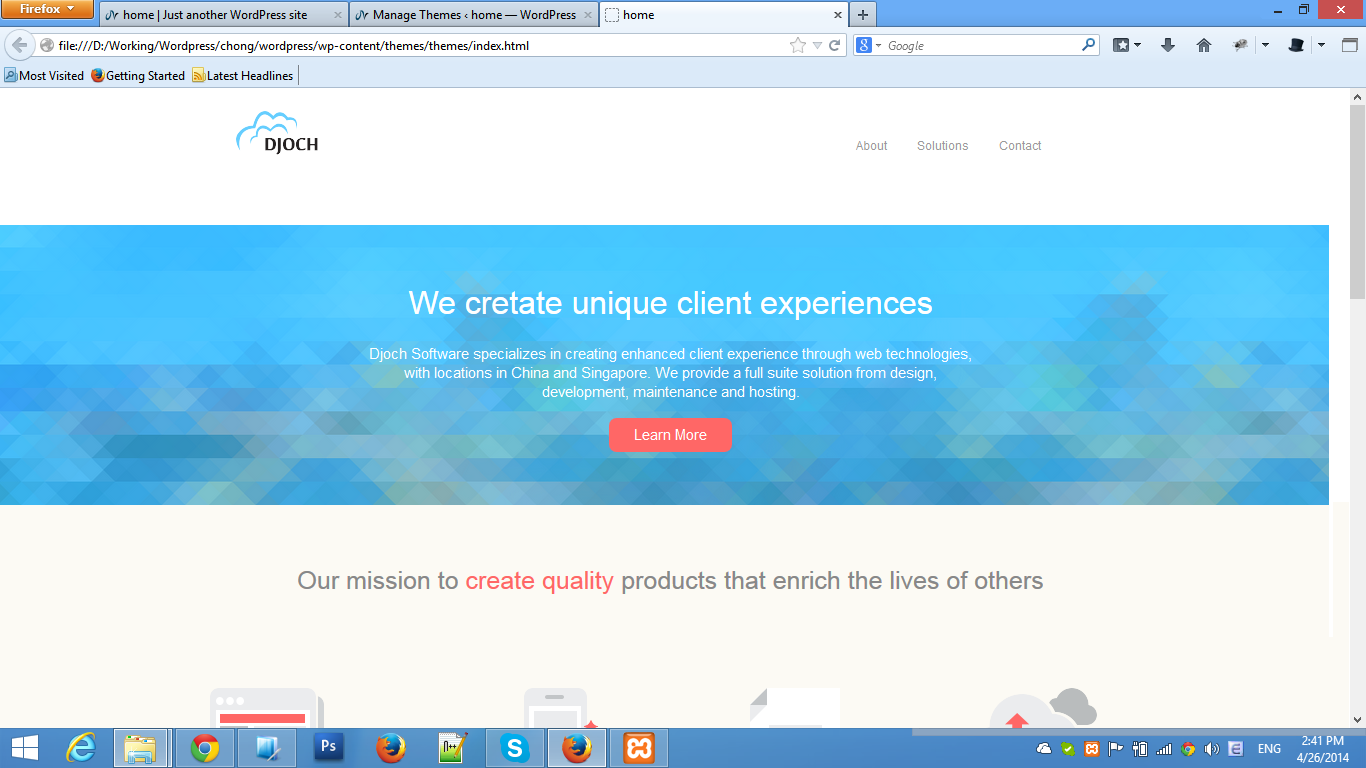 Firefox
home | Just another WordPress site
Manage Themes ‹ home — WordPress
home
file:///D:/Working/Wordpress/chong/wordpress/wp-content/themes/themes/index.html
Google
Most Visited
Getting Started
Latest Headlines
DJOCH
About
Solutions
Contact
We cretate unique client experiences
Djoch Software specializes in creating enhanced client experience through web technologies,
with locations in China and Singapore. We provide a full suite solution from design,
development, maintenance and hosting.
Learn More
Our mission to create quality products that enrich the lives of others
Ps
N++
ENG
2:41 PM
4/26/2014